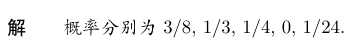 解 概率分别为 3/8, 1/3, 1/4, 0, 1/24.